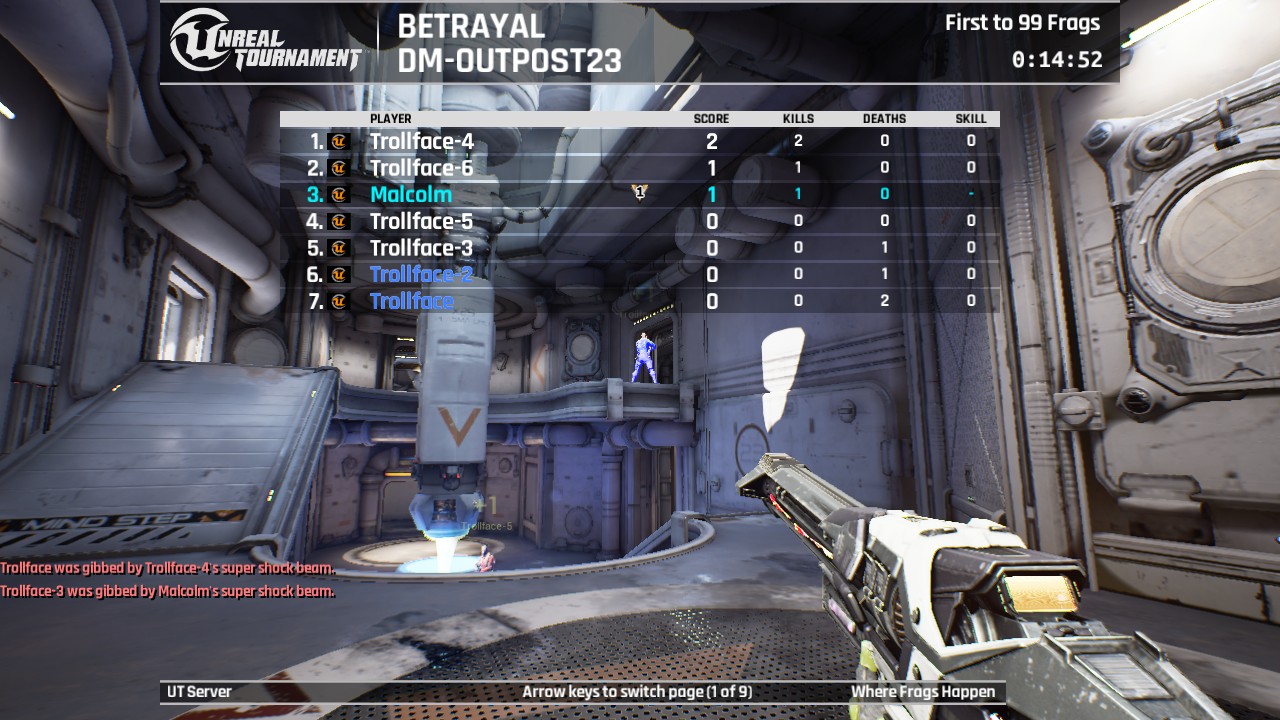 UNREAL TOURNAMENT
BETRAYAL
DM-OUTPOST23
First to 99 Frags
0:14:52
PLAYER SCORE KILLS DEATHS SKILL
1. Trollface-4 2 2 0 0
2. Trollface-6 1 1 0 0
3. Malcolm 1 1 1 0 -
4. Trollface-5 0 0 0 0
5. Trollface-3 0 0 1 0
6. Trollface-2 0 0 1 0
7. Trollface 0 0 2 0
V
MIND STEP
+1
Trollface-5
Trollface was gibbed by Trollface-4's super shock beam.
Trollface-3 was gibbed by Malcolm's super shock beam.
UT Server
Arrow keys to switch page (1 of 9)
Where Frags Happen